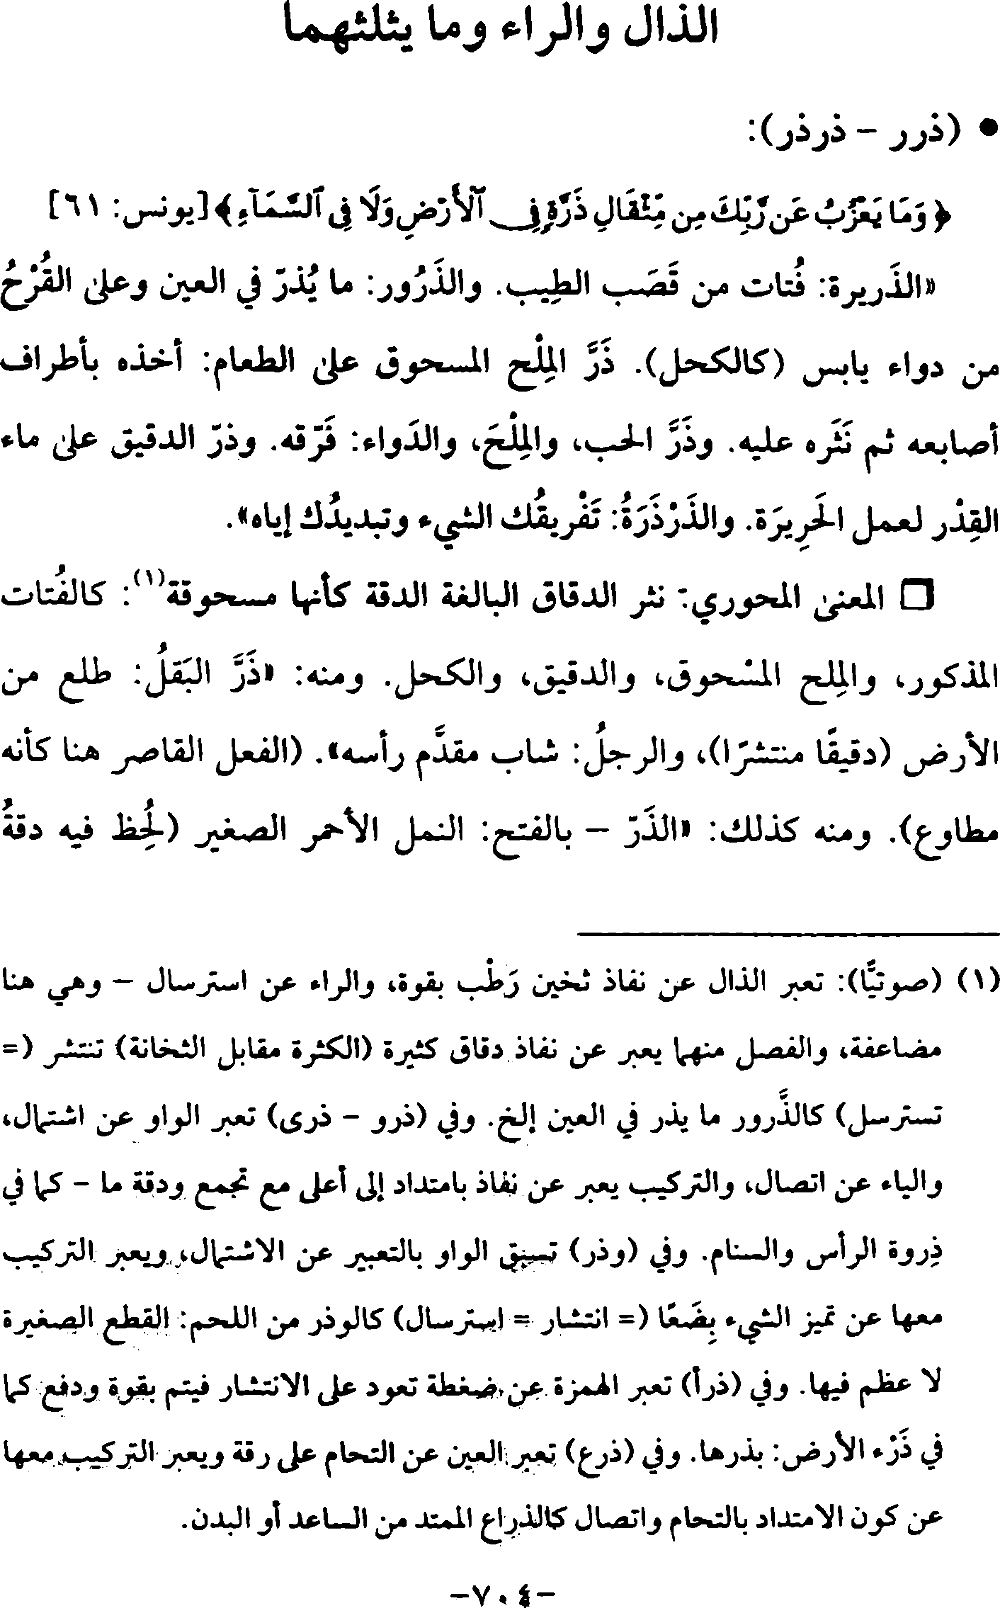 الذال والراء وما يثلثهما
• (ذرر – ذرذر):
﴿وَمَا يَعْزُبُ عَن رَّبِّكَ مِن مِّثْقَالِ ذَرَّةٍ فِي ٱلْأَرْضِ وَلَا فِي ٱلسَّمَآءِ﴾ [يونس: ٦١]
«الذَريرة: فُتات من قَصَب الطِيب. والذَرُور: ما يُذرّ في العين وعلى القُرْحُ
من دواء يابس (كالكحل). ذَرَّ المِلْح المسحوق على الطعام: أخذه بأطراف
أصابعه ثم نَثَره عليه. وذَرَّ الحب، والمِلْحَ، والدَواء: فَرّقه. وذرّ الدقيق على ماء
القِدْر لعمل الحَرِيرَة. والذَرْذَرَةُ: تَفْريقُك الشيء وتبديدُك إياه».
□ المعنى المحوري: نثر الدقاق البالغة الدقة كأنها مسحوقة(١): كالفُتات
المذكور، والمِلح المسْحوق، والدقيق، والكحل. ومنه: «ذَرَّ البَقلُ: طلع من
الأرض (دقيقًا منتشرًا)، والرجلُ: شاب مقدَّم رأسه». (الفعل القاصر هنا كأنه
مطاوع). ومنه كذلك: «الذَرّ – بالفتح: النمل الأحمر الصغير (لُحِظ فيه دقةُ
(١) (صوتيًّا): تعبر الذال عن نفاذ ثخين رَطْب بقوة، والراء عن استرسال – وهي هنا
مضاعفة، والفصل منهما يعبر عن نفاذ دقاق كثيرة (الكثرة مقابل الثخانة) تنتشر (=
تسترسل) كالذَّرور ما يذر في العين إلخ. وفي (ذرو – ذرى) تعبر الواو عن اشتمال،
والياء عن اتصال، والتركيب يعبر عن نفاذ بامتداد إلى أعلى مع تجمع ودقة ما – كما في
ذِروة الرأس والسنام. وفي (وذر) تسبق الواو بالتعبير عن الاشتمال، ويعبر التركيب
معها عن تميز الشيء بِضَعًا (= انتشار = استرسال) كالوذر من اللحم: القطع الصغيرة
لا عظم فيها. وفي (ذرأ) تعبر الهمزة عن ضغطة تعود على الانتشار فيتم بقوة ودفع كما
في ذَرْء الأرض: بذرها. وفي (ذرع) تعبر العين عن التحام على رقة ويعبر التركيب معها
عن كون الامتداد بالتحام واتصال كالذراع الممتد من الساعد أو البدن.
–٧٠٤–